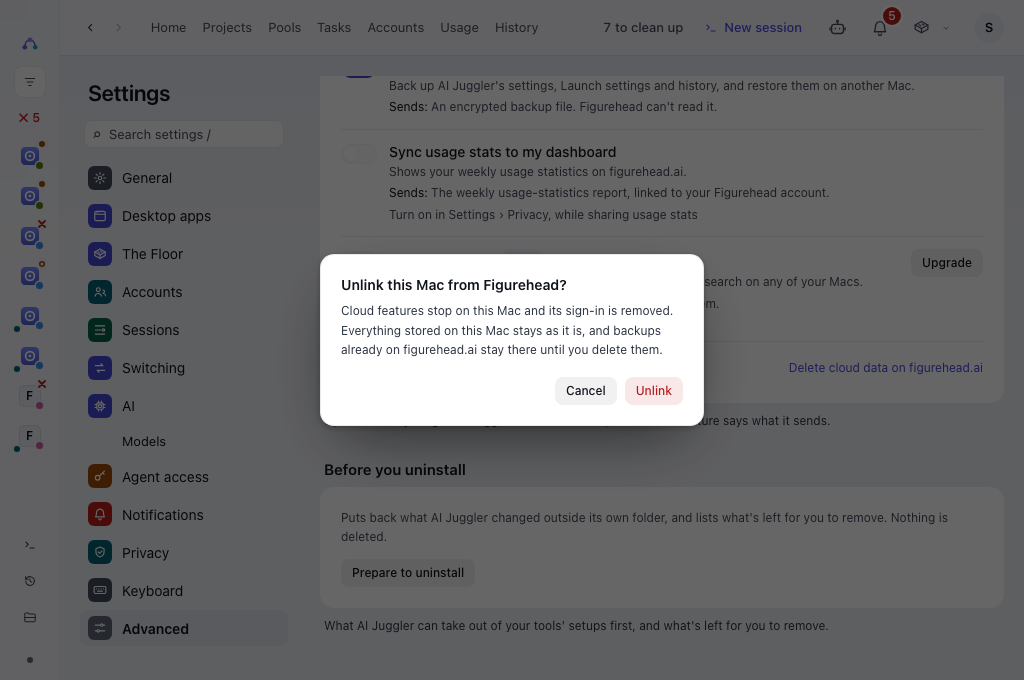 Home
Projects
Pools
Tasks
Accounts
Usage
History
7 to clean up
New session
5
S
5
F
F
Settings
Search settings /
General
Desktop apps
The Floor
Accounts
Sessions
Switching
AI
Models
Agent access
Notifications
Privacy
Keyboard
Advanced
Back up AI Juggler's settings, Launch settings and history, and restore them on another Mac.
Sends: An encrypted backup file. Figurehead can't read it.
Sync usage stats to my dashboard
Shows your weekly usage statistics on figurehead.ai.
Sends: The weekly usage-statistics report, linked to your Figurehead account.
Turn on in Settings › Privacy, while sharing usage stats
Upgrade
search on any of your Macs.
Delete cloud data on figurehead.ai
says what it sends.
Unlink this Mac from Figurehead?
Cloud features stop on this Mac and its sign-in is removed.
Everything stored on this Mac stays as it is, and backups
already on figurehead.ai stay there until you delete them.
Cancel
Unlink
Before you uninstall
Puts back what AI Juggler changed outside its own folder, and lists what's left for you to remove. Nothing is
deleted.
Prepare to uninstall
What AI Juggler can take out of your tools' setups first, and what's left for you to remove.